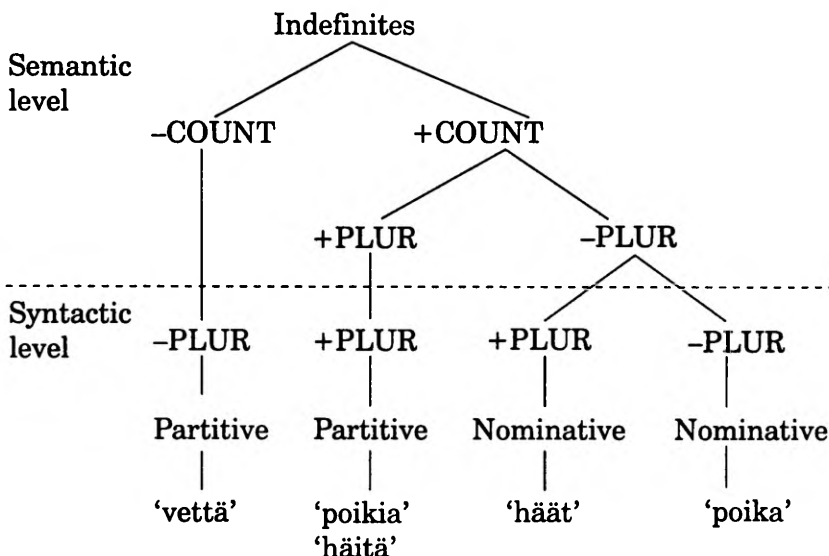 Indefinites
Semantic
level
–COUNT +COUNT
+PLUR –PLUR
Syntactic
level
–PLUR +PLUR +PLUR –PLUR
Partitive Partitive Nominative Nominative
‘vettä’ ‘poikia’ ‘häät’ ‘poika’
‘häitä’